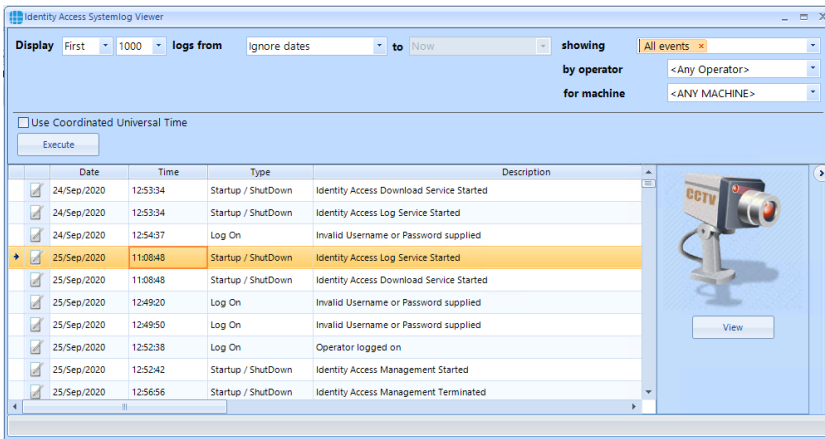 Identity Access Systemlog Viewer
Display First 1000 logs from Ignore dates to Now showing All events ×
by operator <Any Operator>
for machine <ANY MACHINE>
Use Coordinated Universal Time
Execute
Date Time Type Description
24/Sep/2020 12:53:34 Startup / ShutDown Identity Access Download Service Started
24/Sep/2020 12:53:34 Startup / ShutDown Identity Access Log Service Started
24/Sep/2020 12:54:37 Log On Invalid Username or Password supplied
25/Sep/2020 11:08:48 Startup / ShutDown Identity Access Log Service Started
25/Sep/2020 11:08:48 Startup / ShutDown Identity Access Download Service Started
25/Sep/2020 12:49:20 Log On Invalid Username or Password supplied
25/Sep/2020 12:49:50 Log On Invalid Username or Password supplied
25/Sep/2020 12:52:38 Log On Operator logged on
25/Sep/2020 12:52:42 Startup / ShutDown Identity Access Management Started
25/Sep/2020 12:56:56 Startup / ShutDown Identity Access Management Terminated
CCTV
View